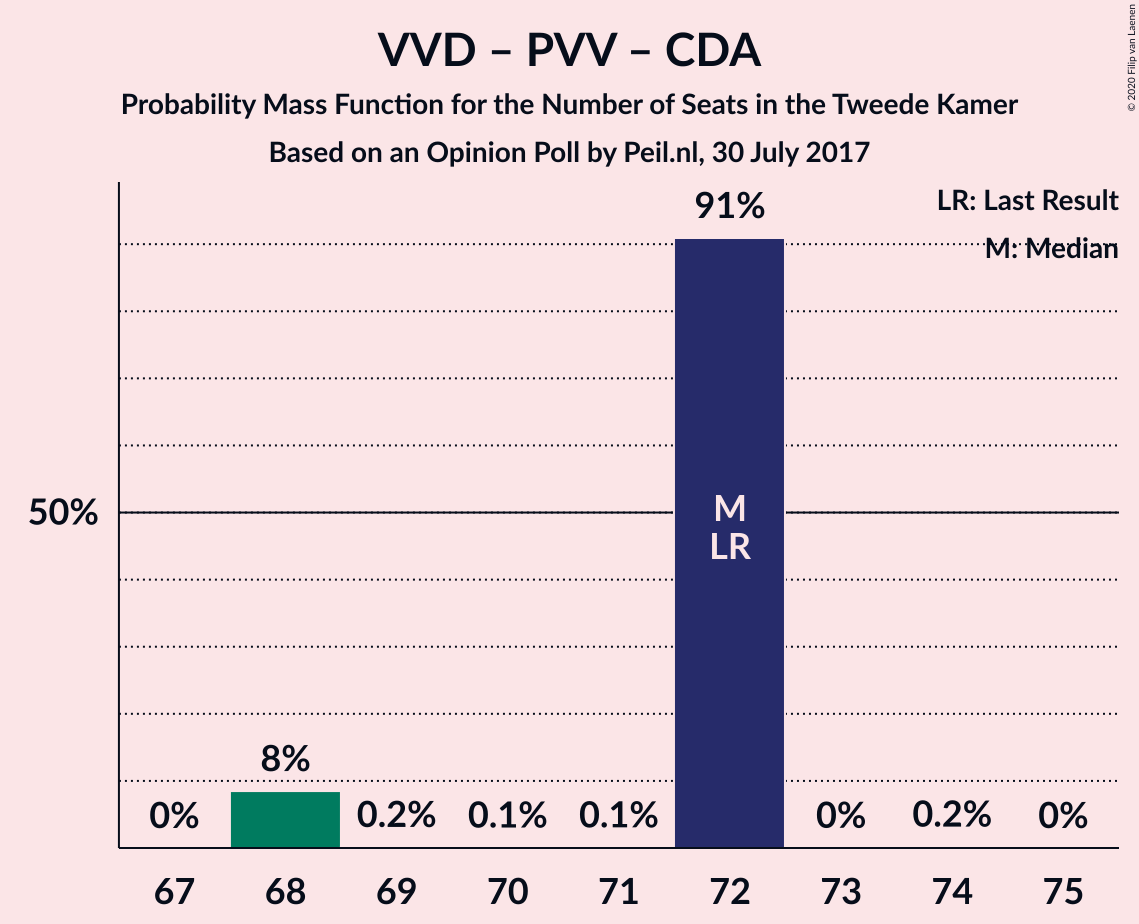 VVD – PVV – CDA
Probability Mass Function for the Number of Seats in the Tweede Kamer
Based on an Opinion Poll by Peil.nl, 30 July 2017
© 2020 Filip van Laenen
LR: Last Result
M: Median
91%
50%
M
LR
8%
0% 0.2% 0.1% 0.1% 0% 0.2% 0%
67 68 69 70 71 72 73 74 75